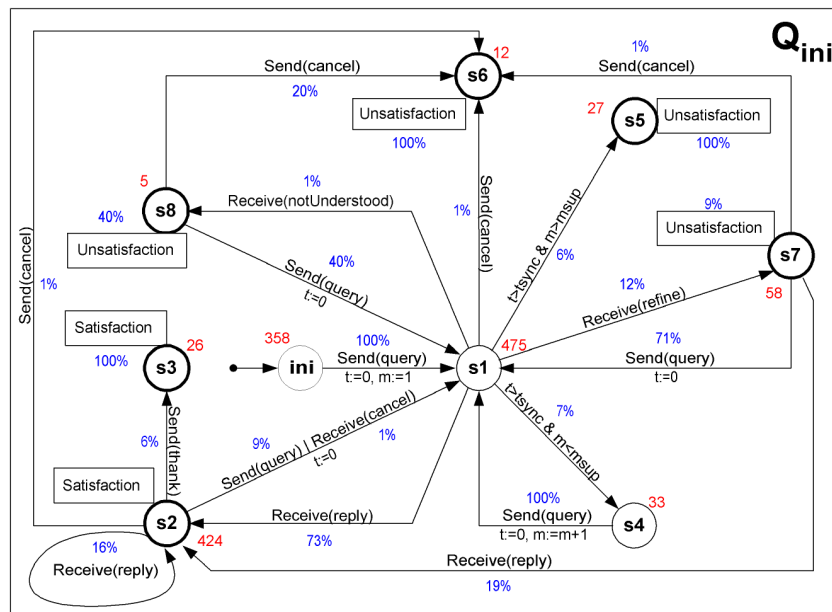 Q ini
12
1%
Send(cancel)
s6
Send(cancel)
20%
27
Unsatisfaction
s5
Unsatisfaction
100%
100%
5
1%
Receive(notUnderstood)
9%
s8
40%
Unsatisfaction
Unsatisfaction
s7
Send(cancel)
1%
Send(cancel)
1%
t>tsync & m>msup
6%
40%
Send(query)
t:=0
12%
Receive(refine)
58
Satisfaction
26
358
100%
475
71%
100%
s3
ini
Send(query)
s1
Send(query)
t:=0, m:=1
t:=0
Send(thank)
6%
9%
Send(query) | Receive(cancel)
1%
t:=0
t>tsync & m<msup
7%
Satisfaction
100%
33
s2
Receive(reply)
Send(query)
s4
424
73%
t:=0, m:=m+1
16%
Receive(reply)
Receive(reply)
19%